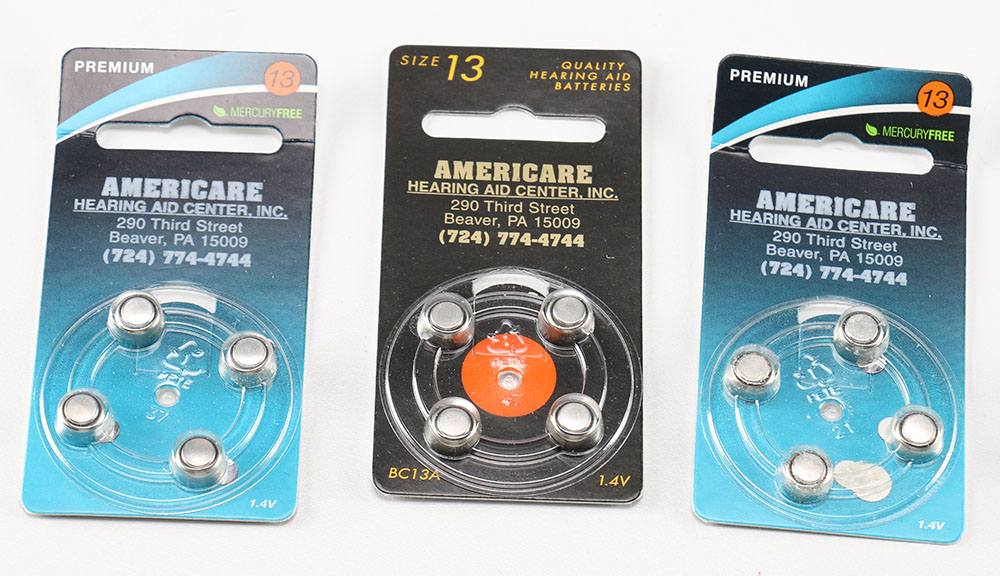 PREMIUM
13
MERCURYFREE
AMERICARE
HEARING AID CENTER, INC.
290 Third Street
Beaver, PA 15009
(724) 774-4744
PETE
37
1.4V
SIZE 13
QUALITY
HEARING AID
BATTERIES
AMERICARE
HEARING AID CENTER, INC.
290 Third Street
Beaver, PA 15009
(724) 774-4744
BC13A
1.4V
PREMIUM
13
MERCURYFREE
AMERICARE
HEARING AID CENTER, INC.
290 Third Street
Beaver, PA 15009
(724) 774-4744
21
1.4V